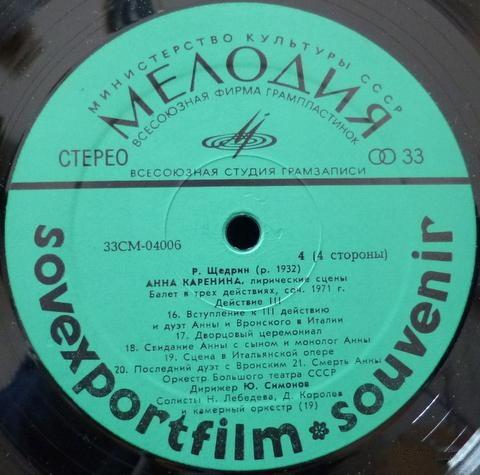 МИНИСТЕРСТВО КУЛЬТУРЫ СССР
МЕЛОДИЯ
ВСЕСОЮЗНАЯ ФИРМА ГРАМПЛАСТИНОК
СТЕРЕО
33
ВСЕСОЮЗНАЯ СТУДИЯ ГРАМЗАПИСИ
33СМ-04006
4 (4 стороны)
Р. Щедрин (р. 1932)
АННА КАРЕНИНА, лирические сцены
Балет в трех действиях, соч. 1971 г.
Действие III
16. Вступление к III действию
и дуэт Анны и Вронского в Италии
17. Дворцовый церемониал
18. Свидание Анны с сыном и монолог Анны
19. Сцена в Итальянской опере
20. Последний дуэт с Вронским 21. Смерть Анны
Оркестр Большого театра СССР
Дирижер Ю. Симонов
Солисты Н. Лебедева, Д. Королев
и камерный оркестр (19)
sovexportfilm * souvenir